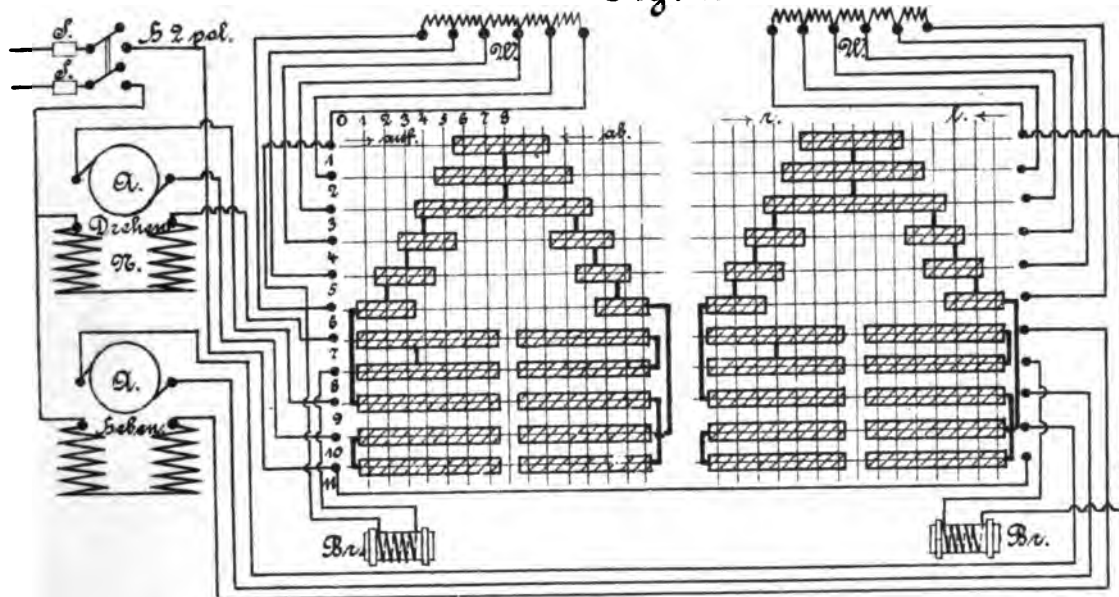 Fig.
S.
H 2 pol.
S.
W.
W.
0 1 2 3 4 5 6 7 8
auf.
ab.
r.
l.
1
2
3
4
5
6
7
8
9
10
11
A.
Drehen
N.
A.
Heben.
Br.
Br.